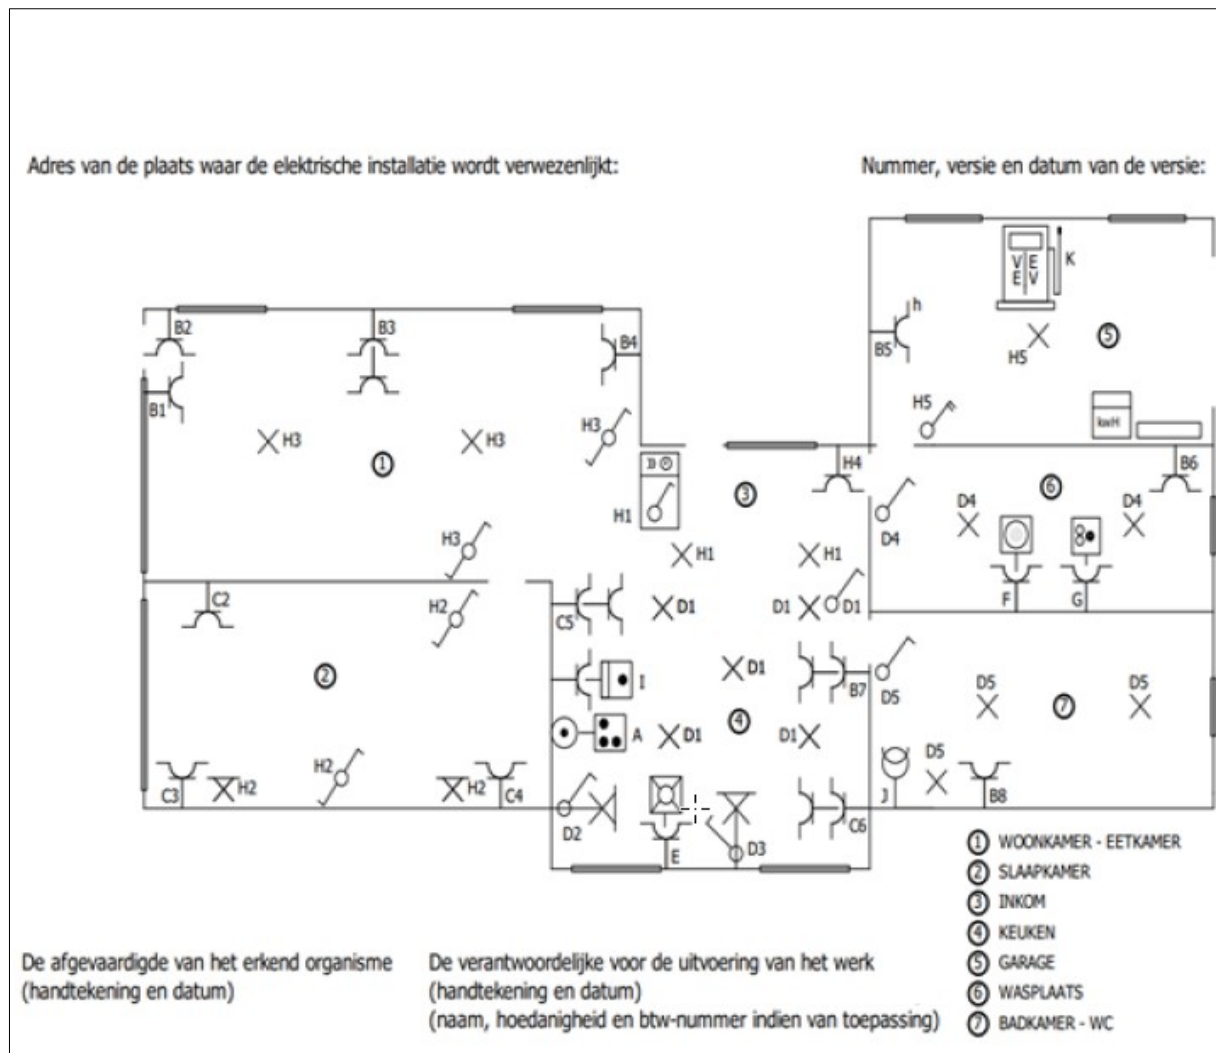 Adres van de plaats waar de elektrische installatie wordt verwezenlijkt:
Nummer, versie en datum van de versie:
V E
E V
K
h
B2
B3
B4
B5
H5
5
B1
H3
H3
H3
H5
kwH
1
H4
B6
3
6
H1
D4
D4
D4
H3
H1
H1
C2
H2
C5
D1
D1
D1
F
G
2
I
D1
B7
D5
D5
D5
7
4
A
D1
D1
D5
C3
H2
H2
H2
C4
D2
E
D3
C6
J
B8
1 WOONKAMER - EETKAMER
2 SLAAPKAMER
3 INKOM
4 KEUKEN
5 GARAGE
6 WASPLAATS
7 BADKAMER - WC
De afgevaardigde van het erkend organisme
(handtekening en datum)
De verantwoordelijke voor de uitvoering van het werk
(handtekening en datum)
(naam, hoedanigheid en btw-nummer indien van toepassing)